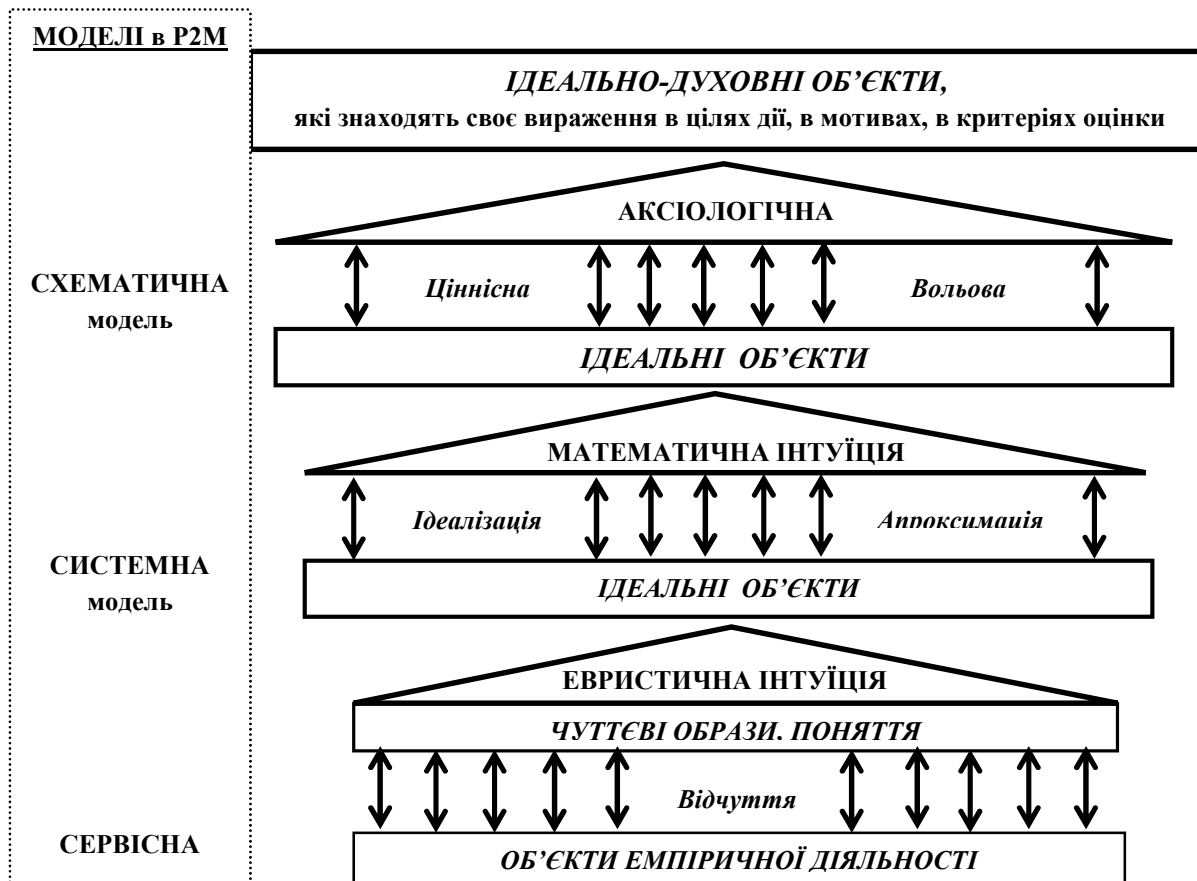 МОДЕЛІ в Р2М
ІДЕАЛЬНО-ДУХОВНІ ОБ’ЄКТИ,
які знаходять своє вираження в цілях дії, в мотивах, в критеріях оцінки
АКСІОЛОГІЧНА
СХЕМАТИЧНА
модель
Ціннісна
Вольова
ІДЕАЛЬНІ ОБ’ЄКТИ
МАТЕМАТИЧНА ІНТУЇЦІЯ
Ідеалізація
Апроксимація
СИСТЕМНА
модель
ІДЕАЛЬНІ ОБ’ЄКТИ
ЕВРИСТИЧНА ІНТУЇЦІЯ
ЧУТТЄВІ ОБРАЗИ. ПОНЯТТЯ
Відчуття
СЕРВІСНА
ОБ’ЄКТИ ЕМПІРИЧНОЇ ДІЯЛЬНОСТІ